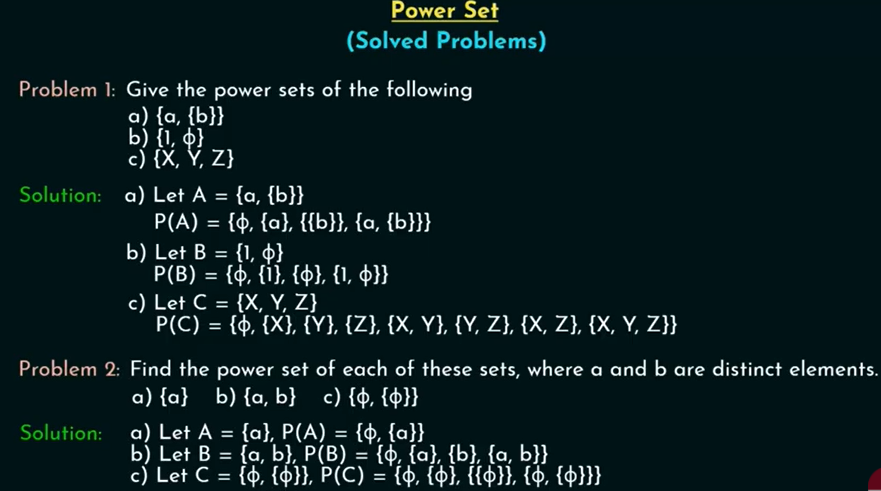 Power Set
(Solved Problems)
Problem 1: Give the power sets of the following
a) {a, {b}}
b) {1, ϕ}
c) {X, Y, Z}
Solution: a) Let A = {a, {b}}
P(A) = {ϕ, {a}, {{b}}, {a, {b}}}
b) Let B = {1, ϕ}
P(B) = {ϕ, {1}, {ϕ}, {1, ϕ}}
c) Let C = {X, Y, Z}
P(C) = {ϕ, {X}, {Y}, {Z}, {X, Y}, {Y, Z}, {X, Z}, {X, Y, Z}}
Problem 2: Find the power set of each of these sets, where a and b are distinct elements.
a) {a} b) {a, b} c) {ϕ, {ϕ}}
Solution: a) Let A = {a}, P(A) = {ϕ, {a}}
b) Let B = {a, b}, P(B) = {ϕ, {a}, {b}, {a, b}}
c) Let C = {ϕ, {ϕ}}, P(C) = {ϕ, {ϕ}, {{ϕ}}, {ϕ, {ϕ}}}